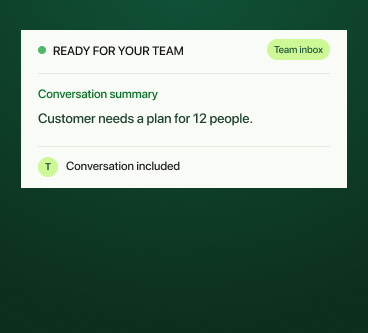 READY FOR YOUR TEAM
Team inbox
Conversation summary
Customer needs a plan for 12 people.
T
Conversation included